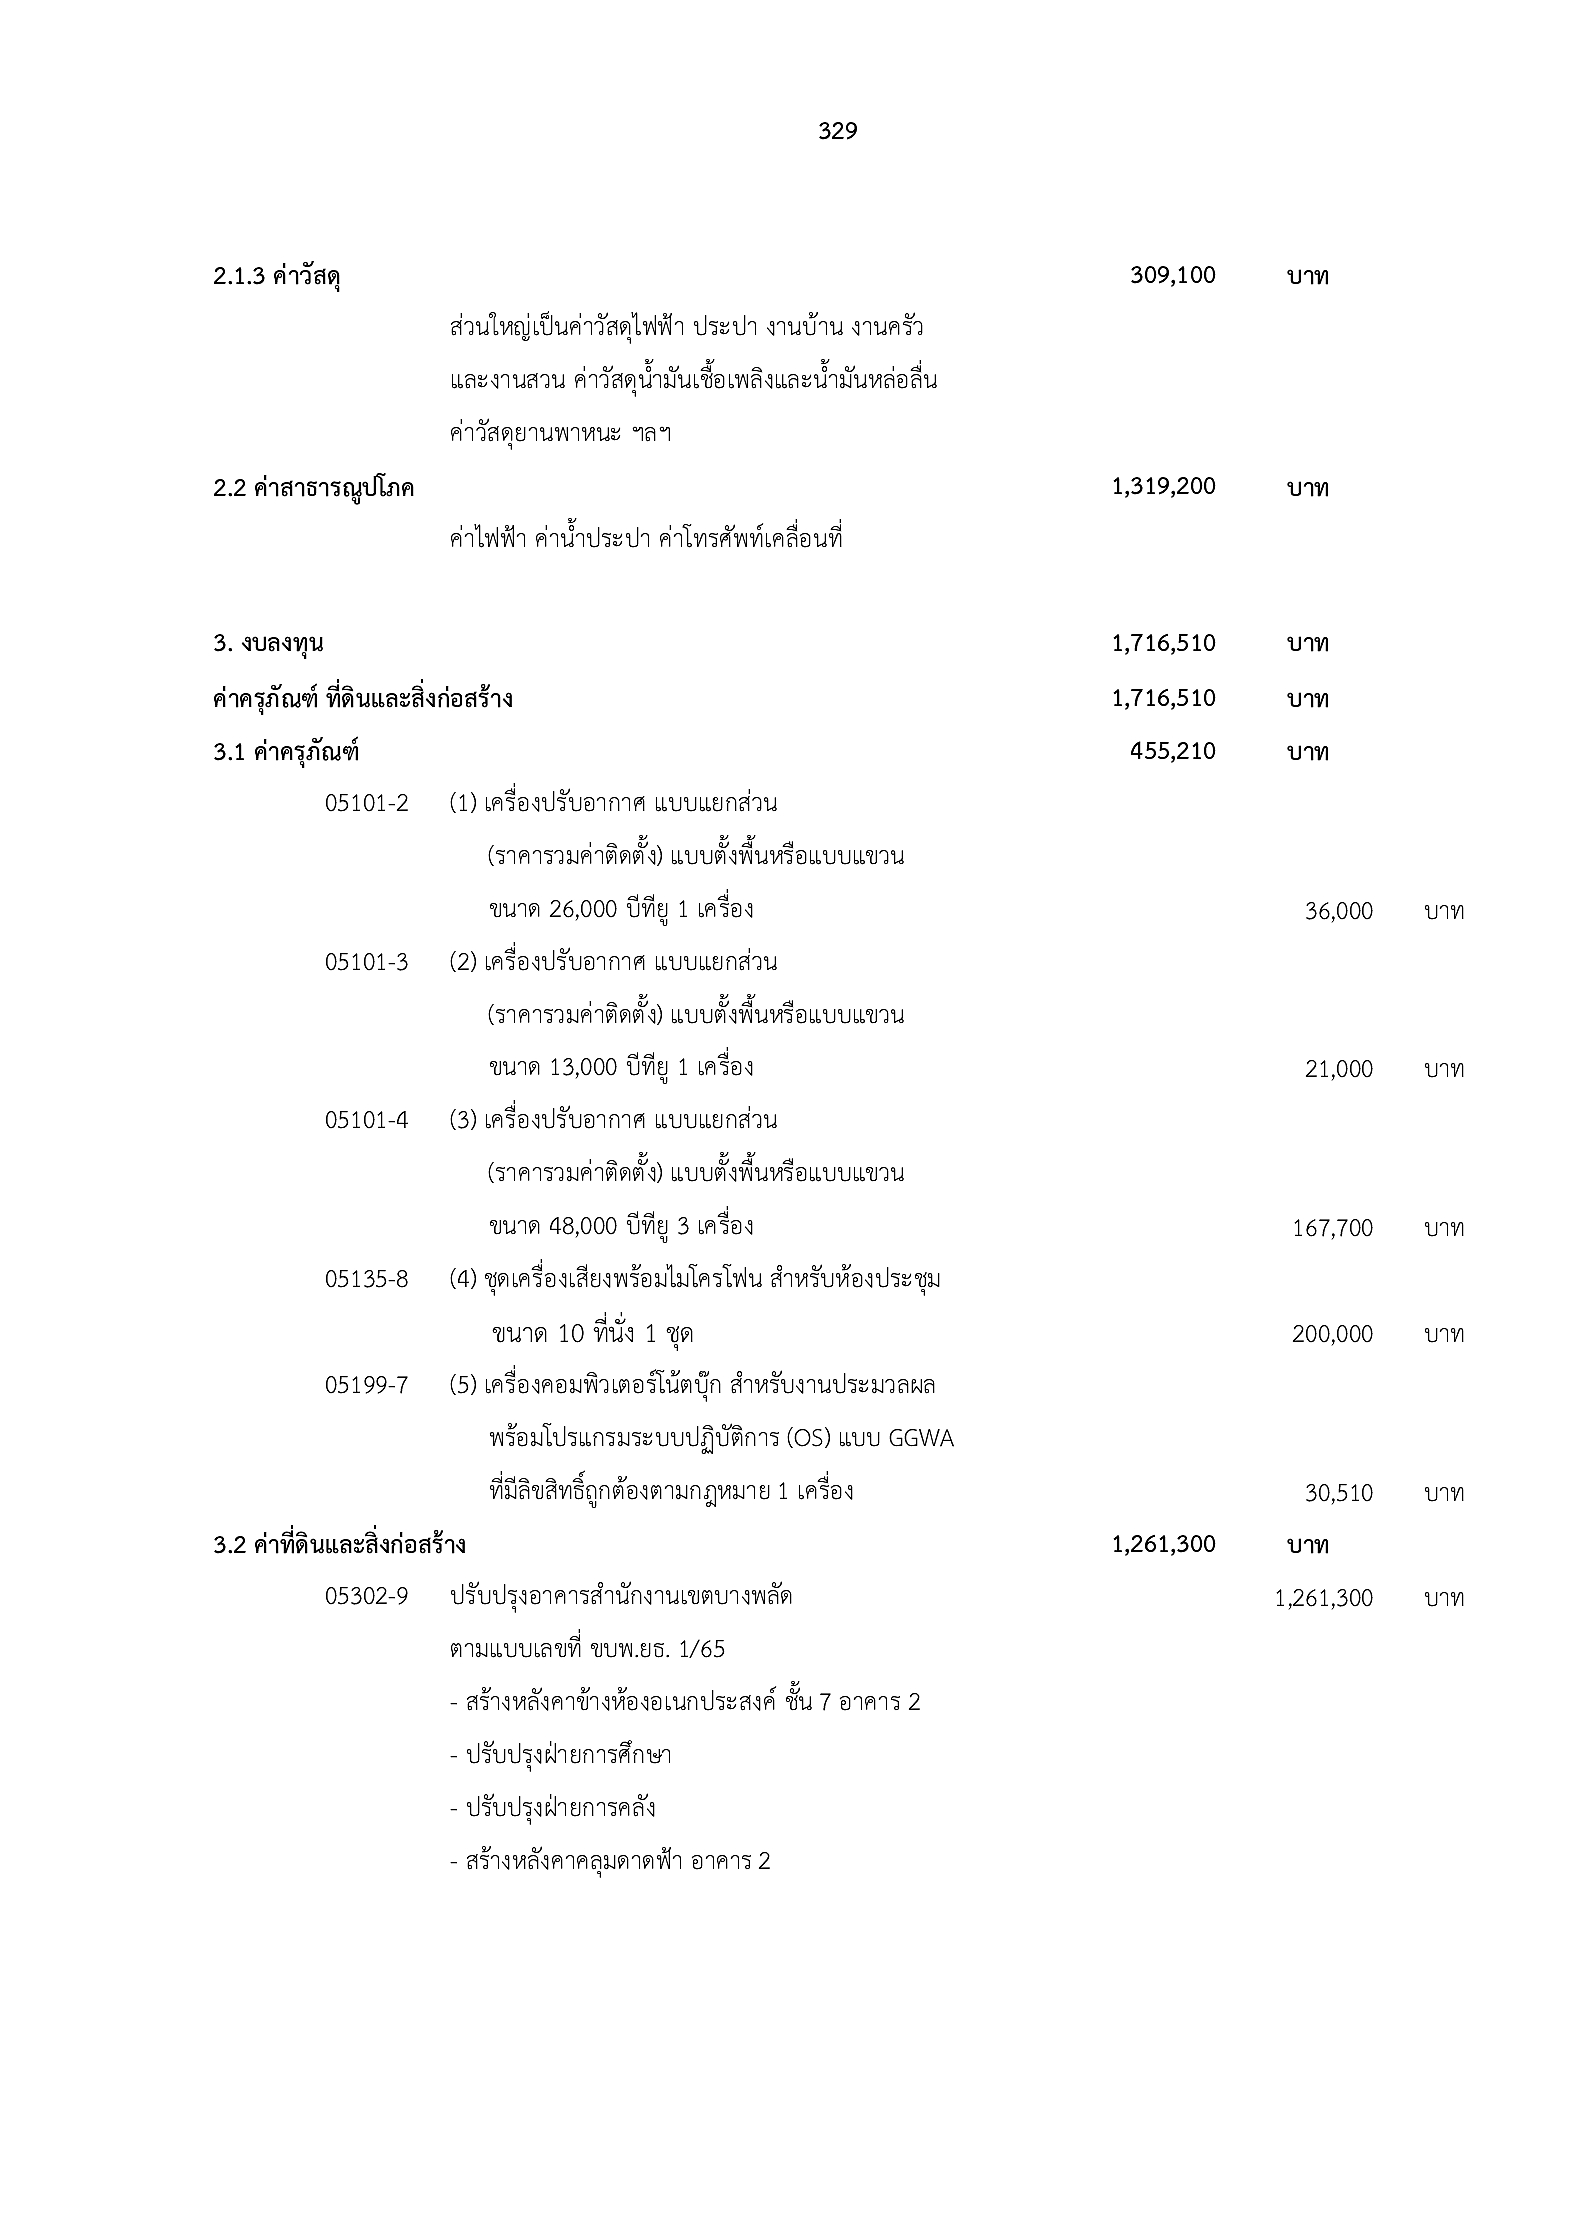 329
2.1.3 ค่าวัสดุ 309,100 บาท
ส่วนใหญ่เป็นค่าวัสดุไฟฟ้า ประปา งานบ้าน งานครัว
และงานสวน ค่าวัสดุน้ำมันเชื้อเพลิงและน้ำมันหล่อลื่น
ค่าวัสดุยานพาหนะ ฯลฯ
2.2 ค่าสาธารณูปโภค 1,319,200 บาท
ค่าไฟฟ้า ค่าน้ำประปา ค่าโทรศัพท์เคลื่อนที่
3. งบลงทุน 1,716,510 บาท
ค่าครุภัณฑ์ ที่ดินและสิ่งก่อสร้าง 1,716,510 บาท
3.1 ค่าครุภัณฑ์ 455,210 บาท
05101-2 (1) เครื่องปรับอากาศ แบบแยกส่วน
(ราคารวมค่าติดตั้ง) แบบตั้งพื้นหรือแบบแขวน
ขนาด 26,000 บีทียู 1 เครื่อง 36,000 บาท
05101-3 (2) เครื่องปรับอากาศ แบบแยกส่วน
(ราคารวมค่าติดตั้ง) แบบตั้งพื้นหรือแบบแขวน
ขนาด 13,000 บีทียู 1 เครื่อง 21,000 บาท
05101-4 (3) เครื่องปรับอากาศ แบบแยกส่วน
(ราคารวมค่าติดตั้ง) แบบตั้งพื้นหรือแบบแขวน
ขนาด 48,000 บีทียู 3 เครื่อง 167,700 บาท
05135-8 (4) ชุดเครื่องเสียงพร้อมไมโครโฟน สำหรับห้องประชุม
ขนาด 10 ที่นั่ง 1 ชุด 200,000 บาท
05199-7 (5) เครื่องคอมพิวเตอร์โน้ตบุ๊ก สำหรับงานประมวลผล
พร้อมโปรแกรมระบบปฏิบัติการ (OS) แบบ GGWA
ที่มีลิขสิทธิ์ถูกต้องตามกฎหมาย 1 เครื่อง 30,510 บาท
3.2 ค่าที่ดินและสิ่งก่อสร้าง 1,261,300 บาท
05302-9 ปรับปรุงอาคารสำนักงานเขตบางพลัด 1,261,300 บาท
ตามแบบเลขที่ ขบพ.ยธ. 1/65
- สร้างหลังคาข้างห้องอเนกประสงค์ ชั้น 7 อาคาร 2
- ปรับปรุงฝ่ายการศึกษา
- ปรับปรุงฝ่ายการคลัง
- สร้างหลังคาคลุมดาดฟ้า อาคาร 2